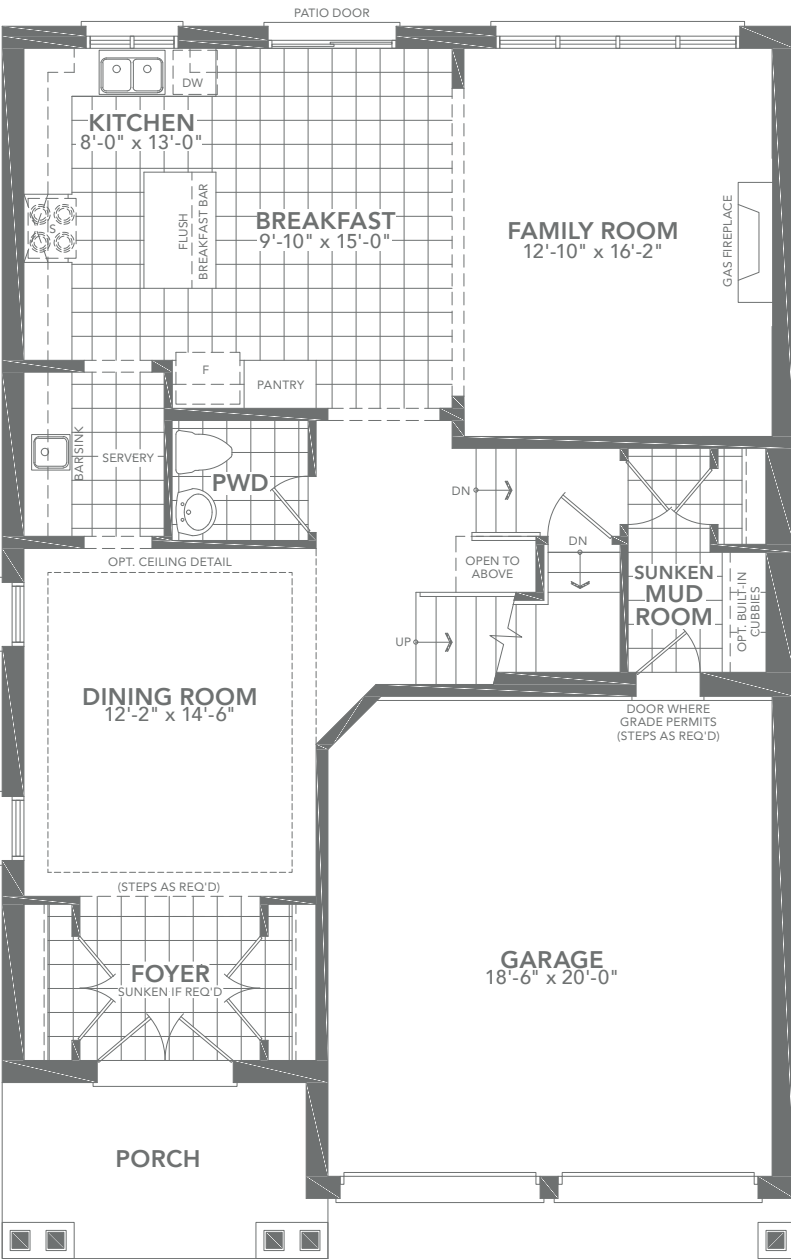 PATIO DOOR
DW
KITCHEN
8'-0" x 13'-0"
S
FLUSH
BREAKFAST BAR
BREAKFAST
9'-10" x 15'-0"
FAMILY ROOM
12'-10" x 16'-2"
GAS FIREPLACE
F
PANTRY
BAR SINK
SERVERY
PWD
DN
DN
OPEN TO
ABOVE
SUNKEN
MUD
ROOM
OPT. BUILT-IN
CUBBIES
OPT. CEILING DETAIL
UP
DINING ROOM
12'-2" x 14'-6"
DOOR WHERE
GRADE PERMITS
(STEPS AS REQ'D)
(STEPS AS REQ'D)
FOYER
SUNKEN IF REQ'D
GARAGE
18'-6" x 20'-0"
PORCH